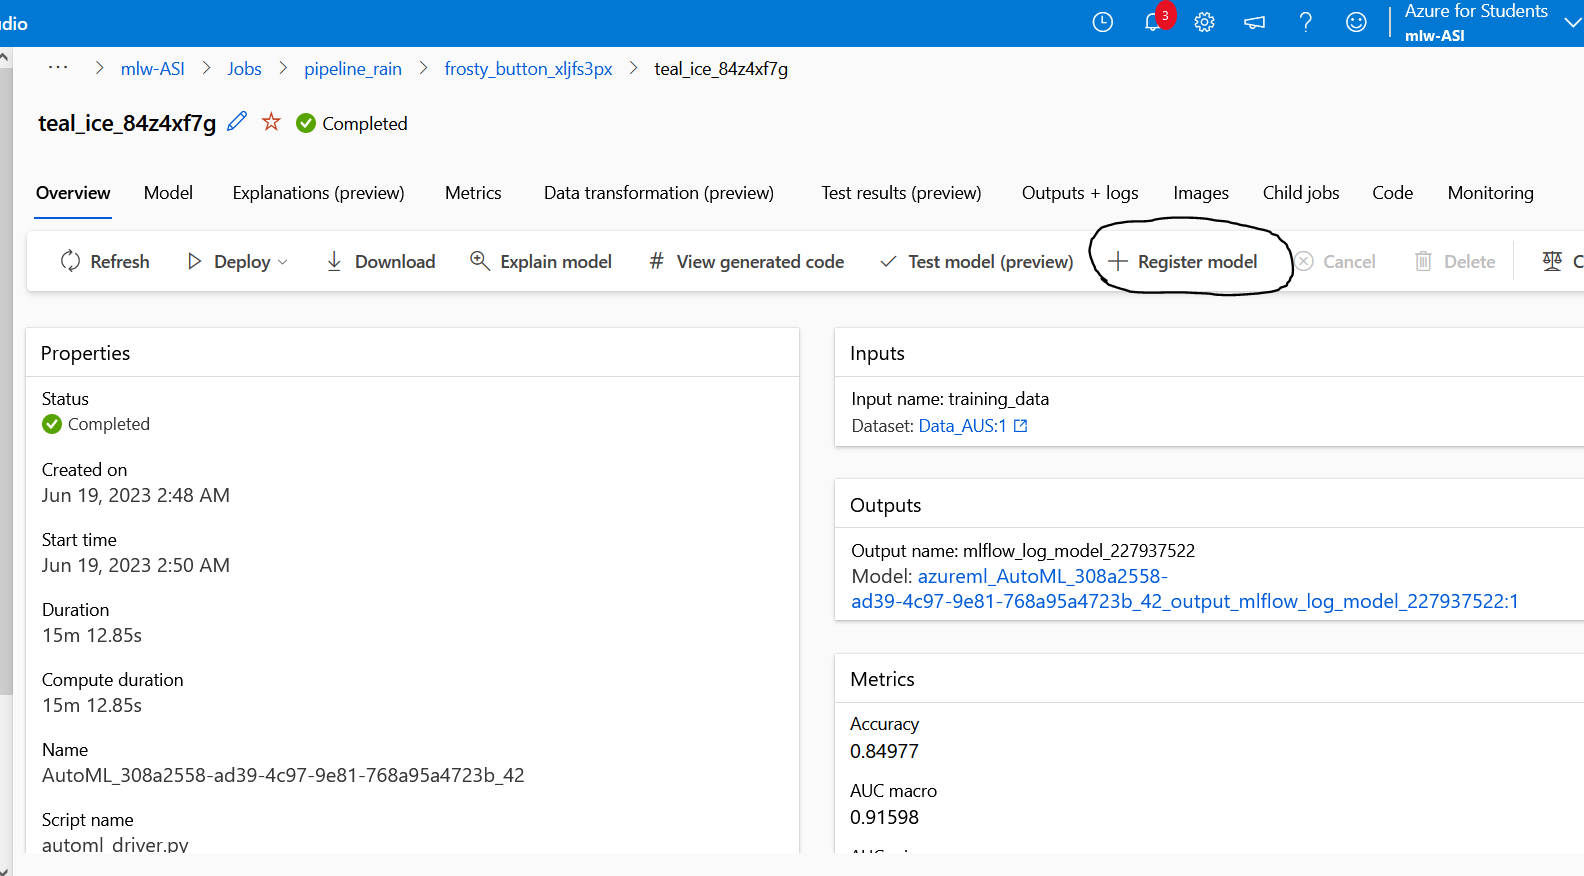 dio
3
Azure for Students
mlw-ASI
··· > mlw-ASI > Jobs > pipeline_rain > frosty_button_xljfs3px > teal_ice_84z4xf7g
teal_ice_84z4xf7g Completed
Overview Model Explanations (preview) Metrics Data transformation (preview) Test results (preview) Outputs + logs Images Child jobs Code Monitoring
Refresh Deploy Download Explain model # View generated code Test model (preview) + Register model Cancel Delete C
Properties
Status
Completed
Created on
Jun 19, 2023 2:48 AM
Start time
Jun 19, 2023 2:50 AM
Duration
15m 12.85s
Compute duration
15m 12.85s
Name
AutoML_308a2558-ad39-4c97-9e81-768a95a4723b_42
Script name
automl_driver.py
Inputs
Input name: training_data
Dataset: Data_AUS:1
Outputs
Output name: mlflow_log_model_227937522
Model: azureml_AutoML_308a2558-
ad39-4c97-9e81-768a95a4723b_42_output_mlflow_log_model_227937522:1
Metrics
Accuracy
0.84977
AUC macro
0.91598